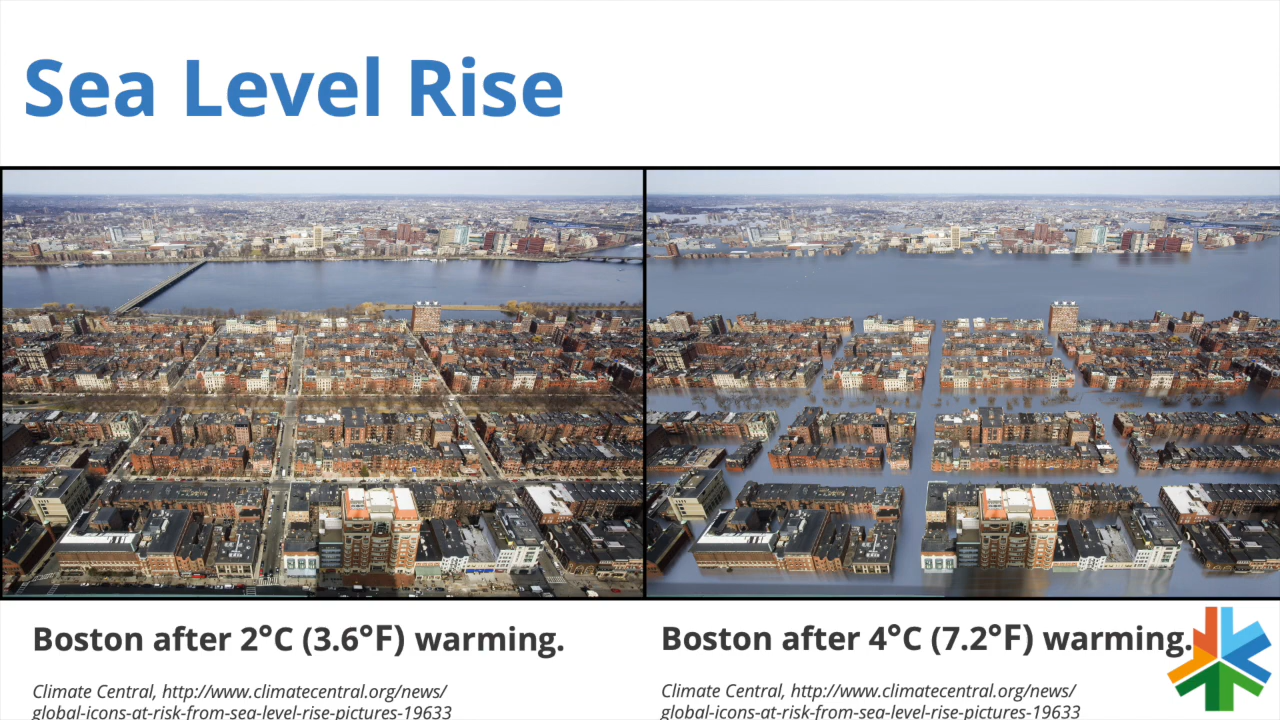 Sea Level Rise
Boston after 2°C (3.6°F) warming.
Climate Central, http://www.climatecentral.org/news/
global-icons-at-risk-from-sea-level-rise-pictures-19633
Boston after 4°C (7.2°F) warming.
Climate Central, http://www.climatecentral.org/news/
global-icons-at-risk-from-sea-level-rise-pictures-19633